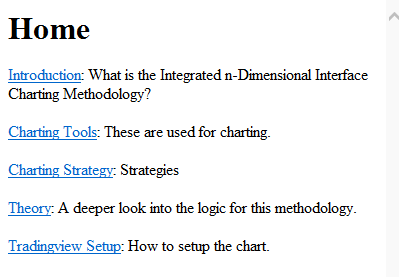 Home
Introduction: What is the Integrated n-Dimensional Interface
Charting Methodology?
Charting Tools: These are used for charting.
Charting Strategy: Strategies
Theory: A deeper look into the logic for this methodology.
Tradingview Setup: How to setup the chart.